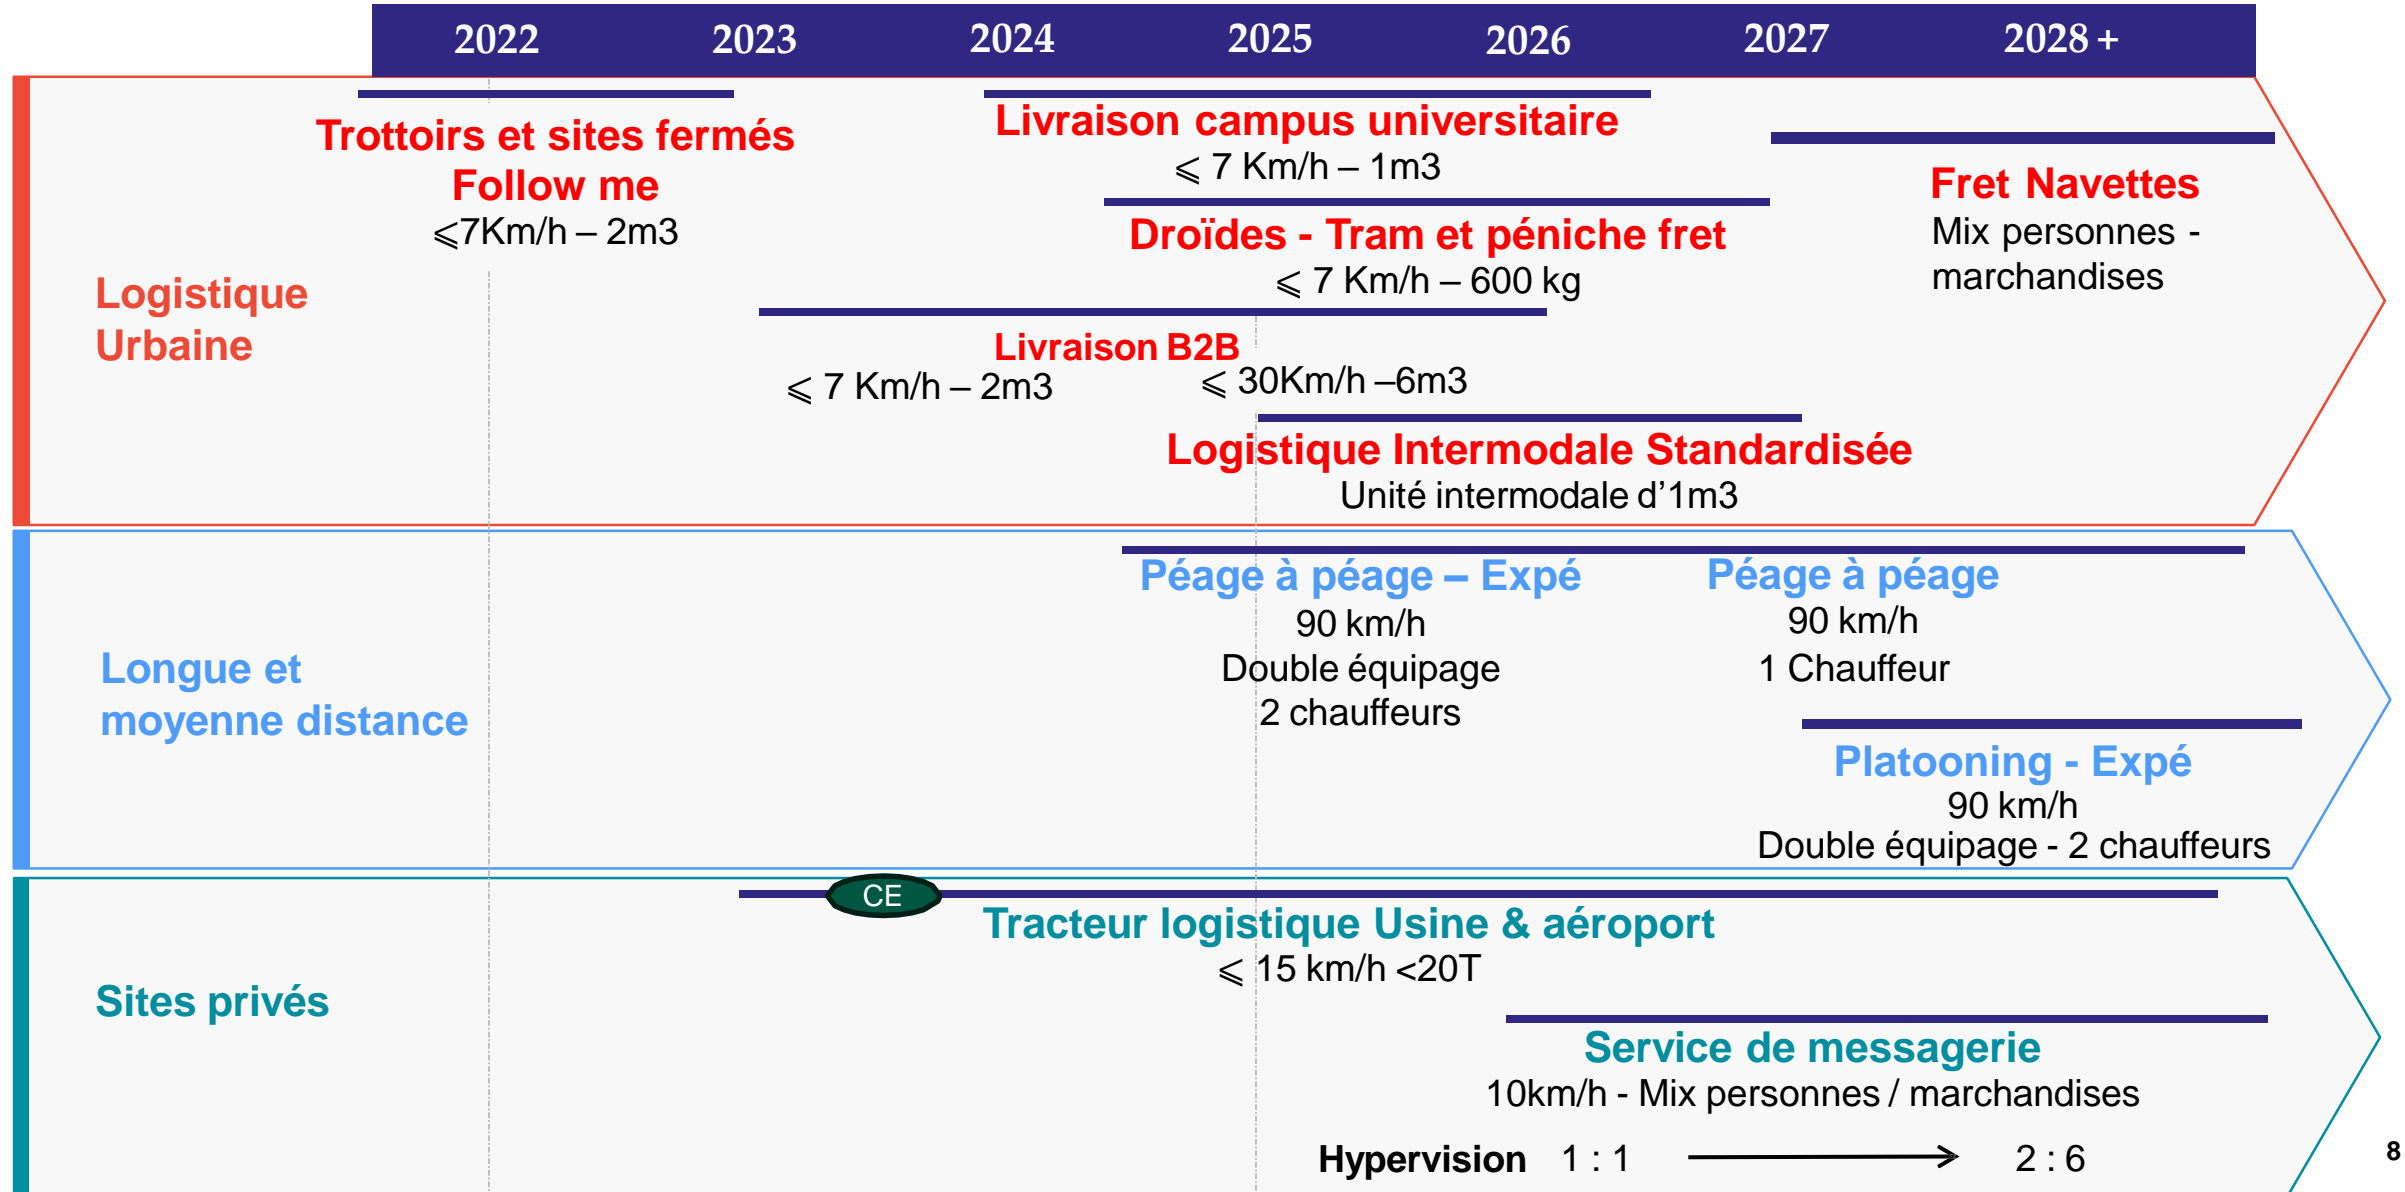 2022 2023 2024 2025 2026 2027 2028 +
Logistique
Urbaine
Trottoirs et sites fermés
Follow me
⩽7Km/h – 2m3
Livraison campus universitaire
⩽ 7 Km/h – 1m3
Droïdes - Tram et péniche fret
⩽ 7 Km/h – 600 kg
Livraison B2B
⩽ 7 Km/h – 2m3
⩽ 30Km/h –6m3
Logistique Intermodale Standardisée
Unité intermodale d’1m3
Fret Navettes
Mix personnes -
marchandises
Longue et
moyenne distance
Péage à péage – Expé
90 km/h
Double équipage
2 chauffeurs
Péage à péage
90 km/h
1 Chauffeur
Platooning - Expé
90 km/h
Double équipage - 2 chauffeurs
Sites privés
CE
Tracteur logistique Usine & aéroport
⩽ 15 km/h <20T
Service de messagerie
10km/h - Mix personnes / marchandises
Hypervision 1 : 1 2 : 6
8